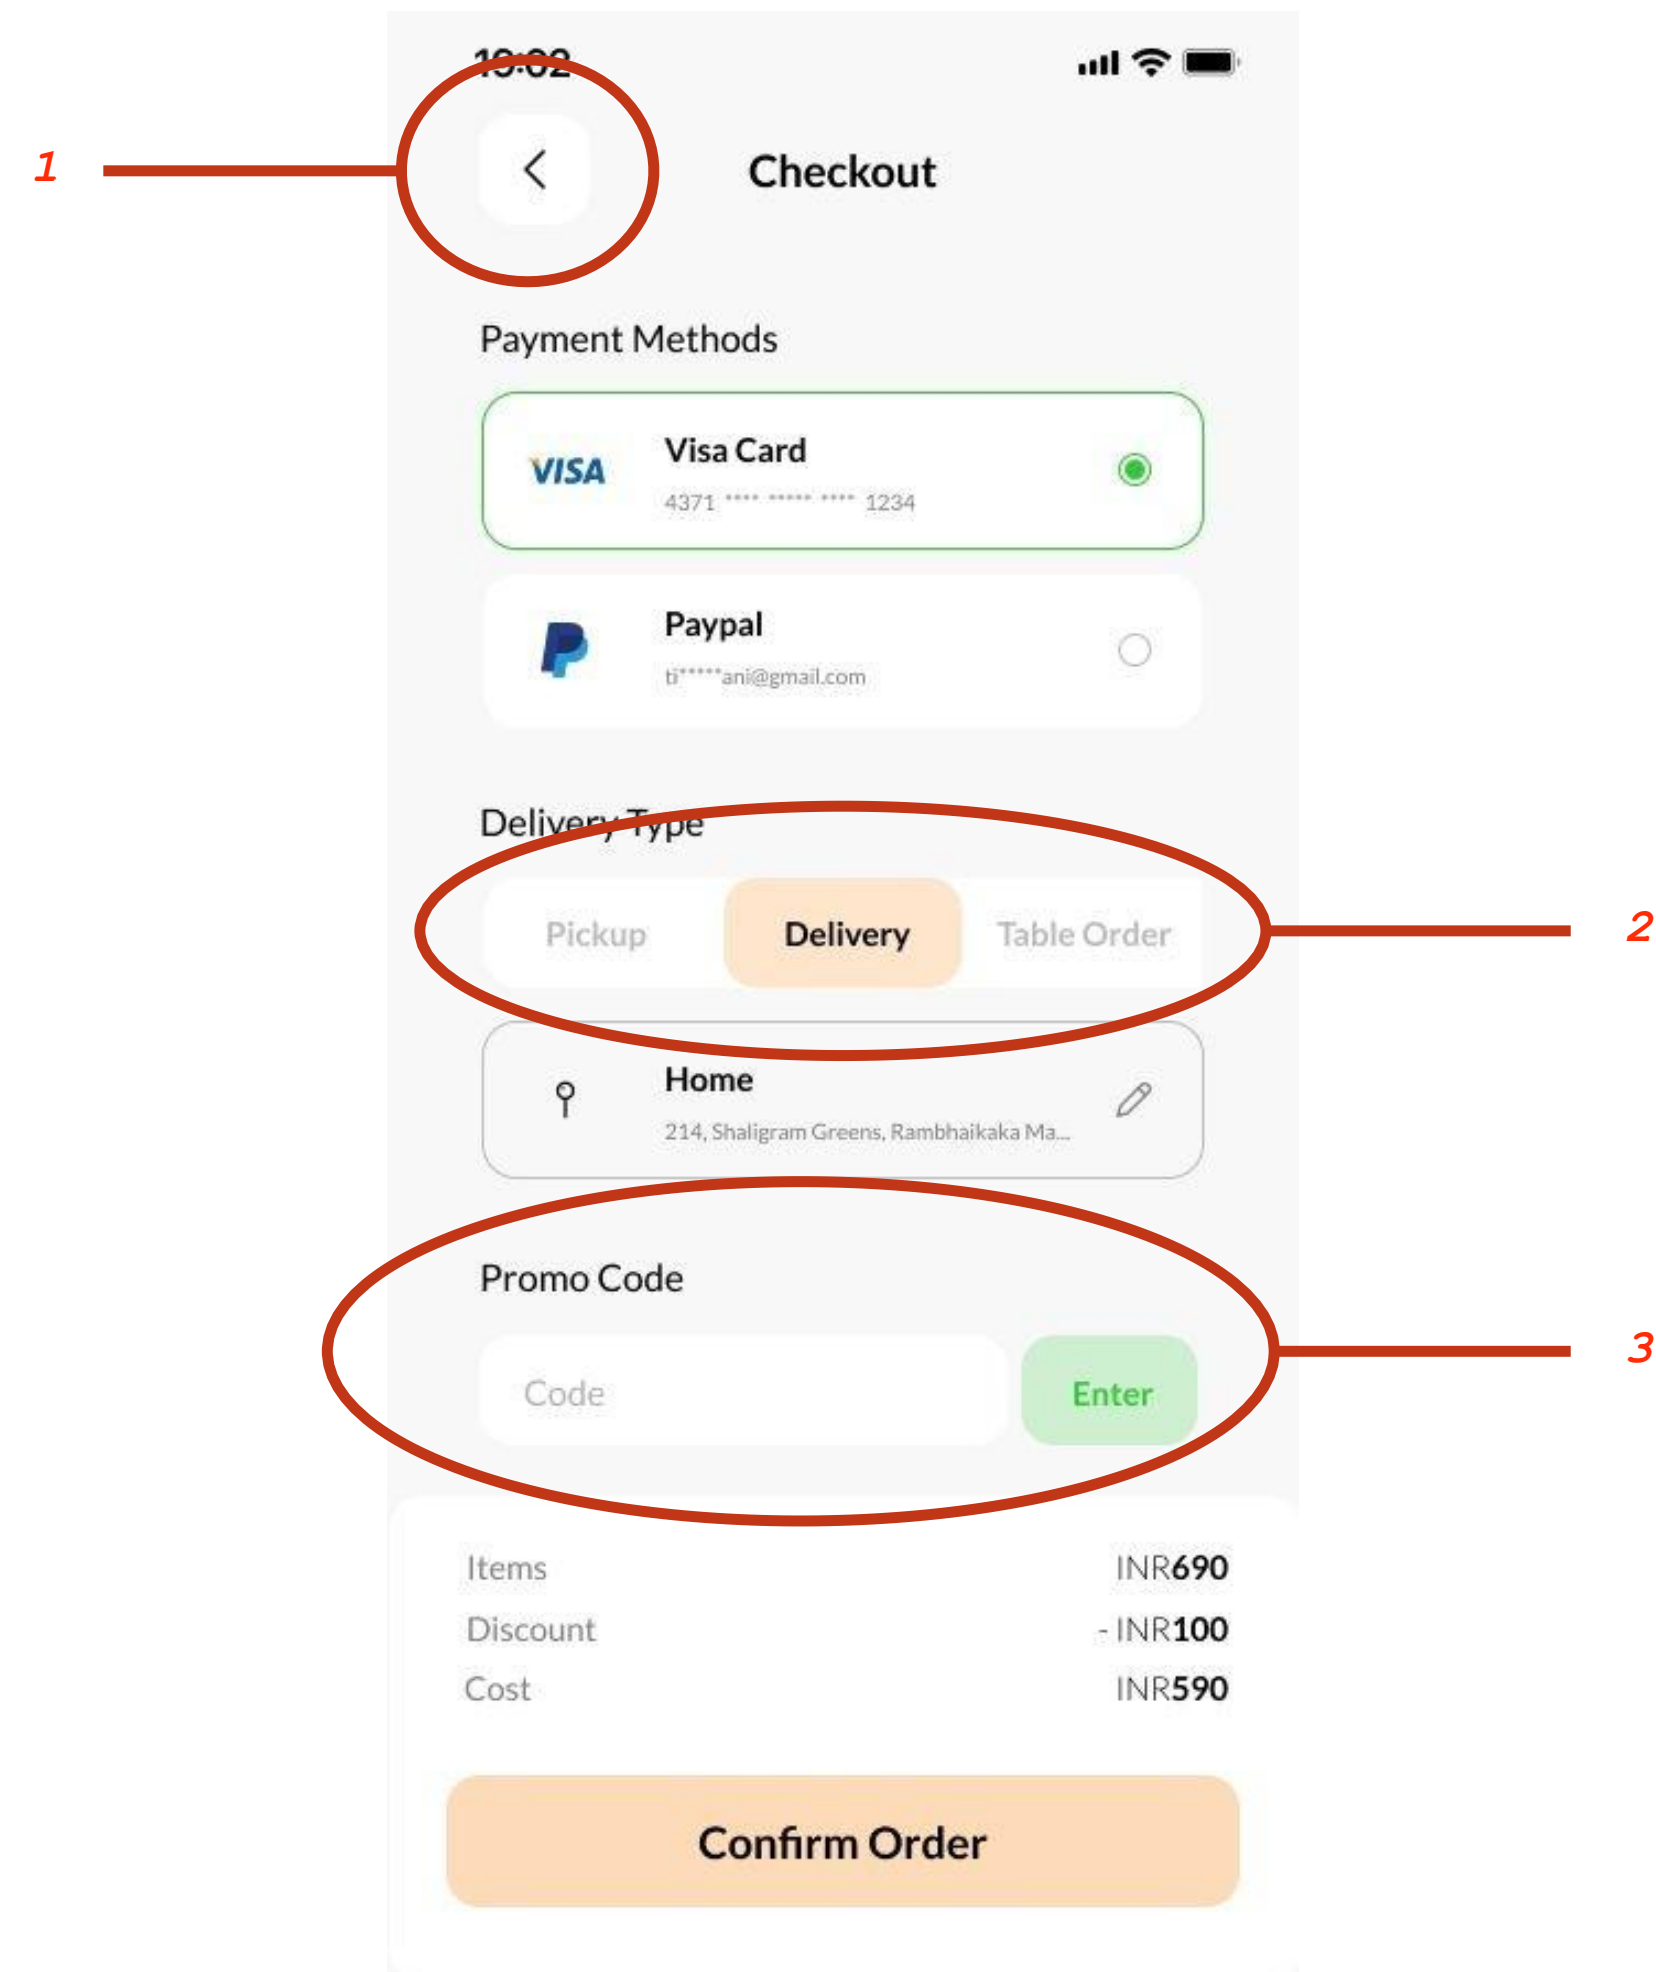 10:02
1
Checkout
Payment Methods
VISA
Visa Card
4371 **** ***** **** 1234
Paypal
ti*****ani@gmail.com
Delivery Type
Pickup Delivery Table Order
2
Home
214, Shaligram Greens, Rambhaikaka Ma...
Promo Code
3
Code Enter
Items INR690
Discount - INR100
Cost INR590
Confirm Order